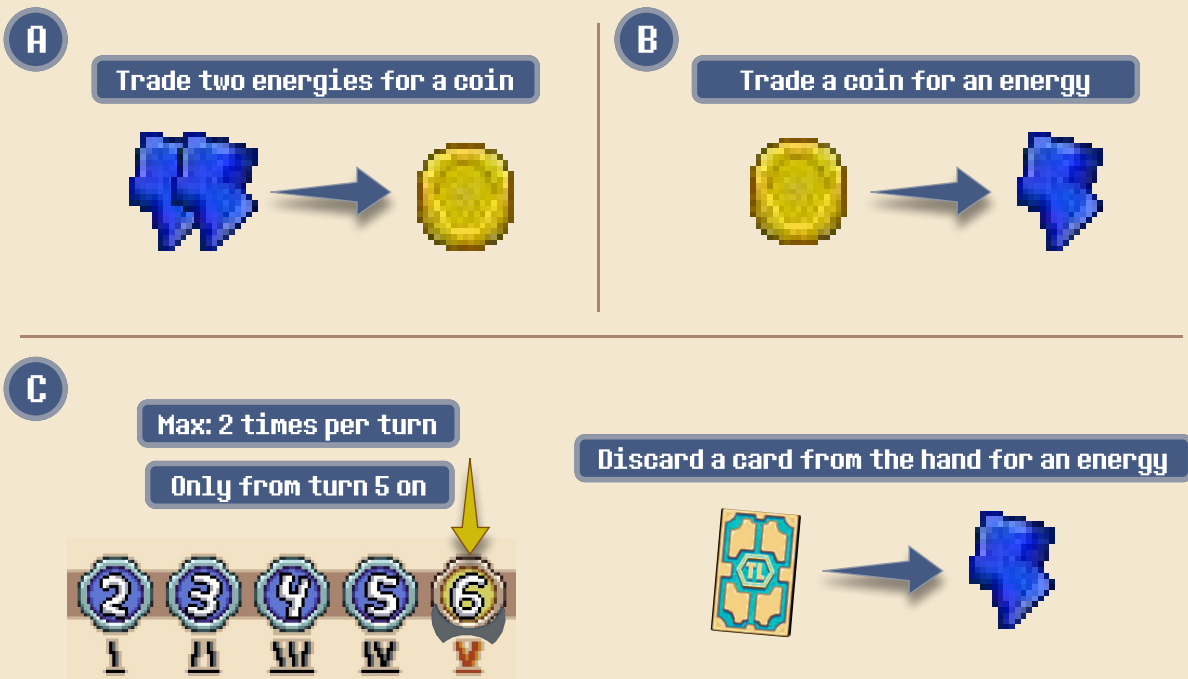 A
Trade two energies for a coin
B
Trade a coin for an energy
C
Max: 2 times per turn
Only from turn 5 on
Discard a card from the hand for an energy
TL
2 3 4 5 6
I II III IV V